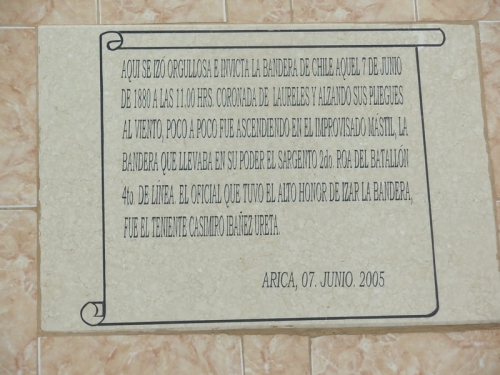 AQUI SE IZÓ ORGULLOSA E INVICTA LA BANDERA DE CHILE AQUEL 7 DE JUNIO
DE 1880 A LAS 11.00 HRS. CORONADA DE LAURELES Y ALZANDO SUS PLIEGUES
AL VIENTO, POCO A POCO FUE ASCENDIENDO EN EL IMPROVISADO MÁSTIL, LA
BANDERA QUE LLEVABA EN SU PODER EL SARGENTO 2do. ROA DEL BATALLÓN
4to. DE LÍNEA. EL OFICIAL QUE TUVO EL ALTO HONOR DE IZAR LA BANDERA,
FUE EL TENIENTE CASIMIRO IBAÑEZ URETA.
ARICA, 07. JUNIO. 2005